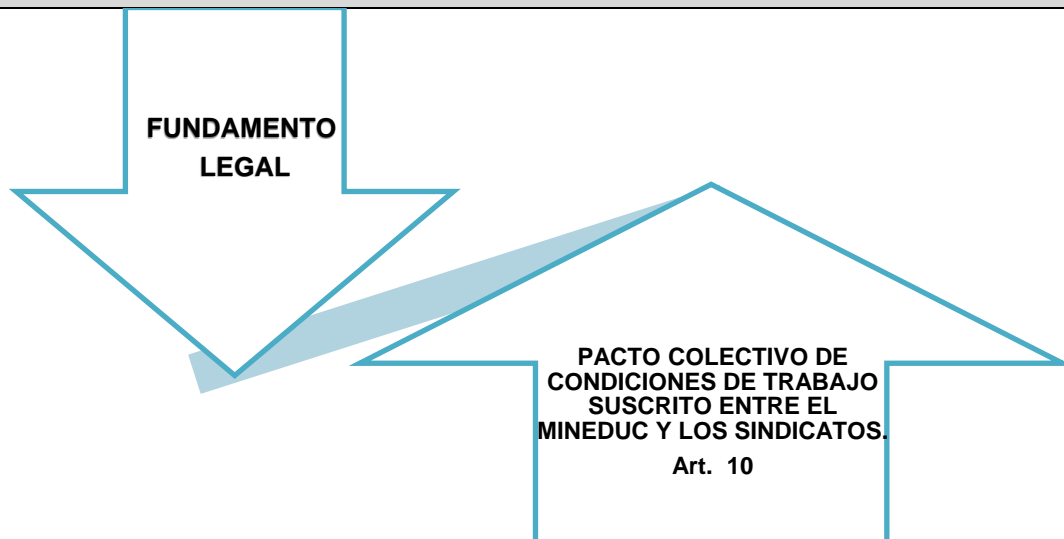 FUNDAMENTO
LEGAL
PACTO COLECTIVO DE
CONDICIONES DE TRABAJO
SUSCRITO ENTRE EL
MINEDUC Y LOS SINDICATOS.
Art. 10